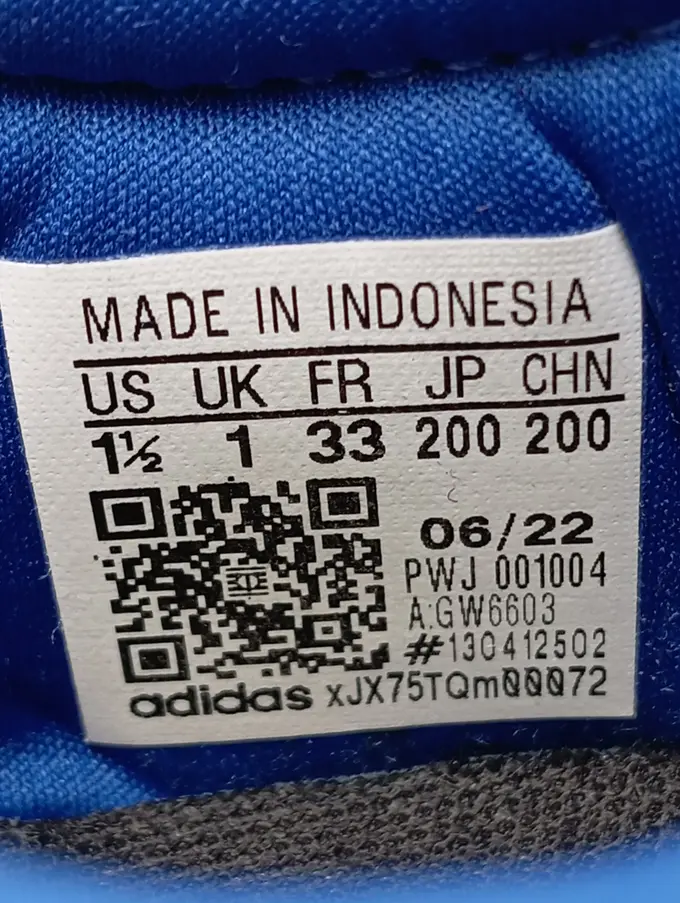 MADE IN INDONESIA
US UK FR JP CHN
1½ 1 33 200 200
06/22
PWJ 001004
A:GW6603
#130412502
adidas xJX75TQm00072